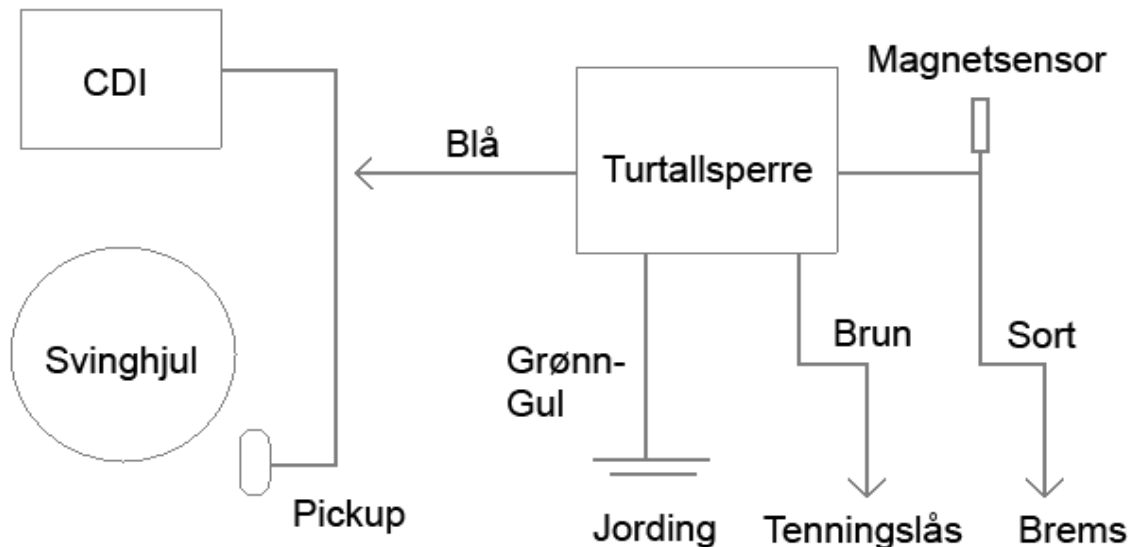 CDI
Magnetsensor
Blå
Turtallsperre
Svinghjul
Grønn-
Gul
Brun
Sort
Pickup
Jording
Tenningslås
Brems